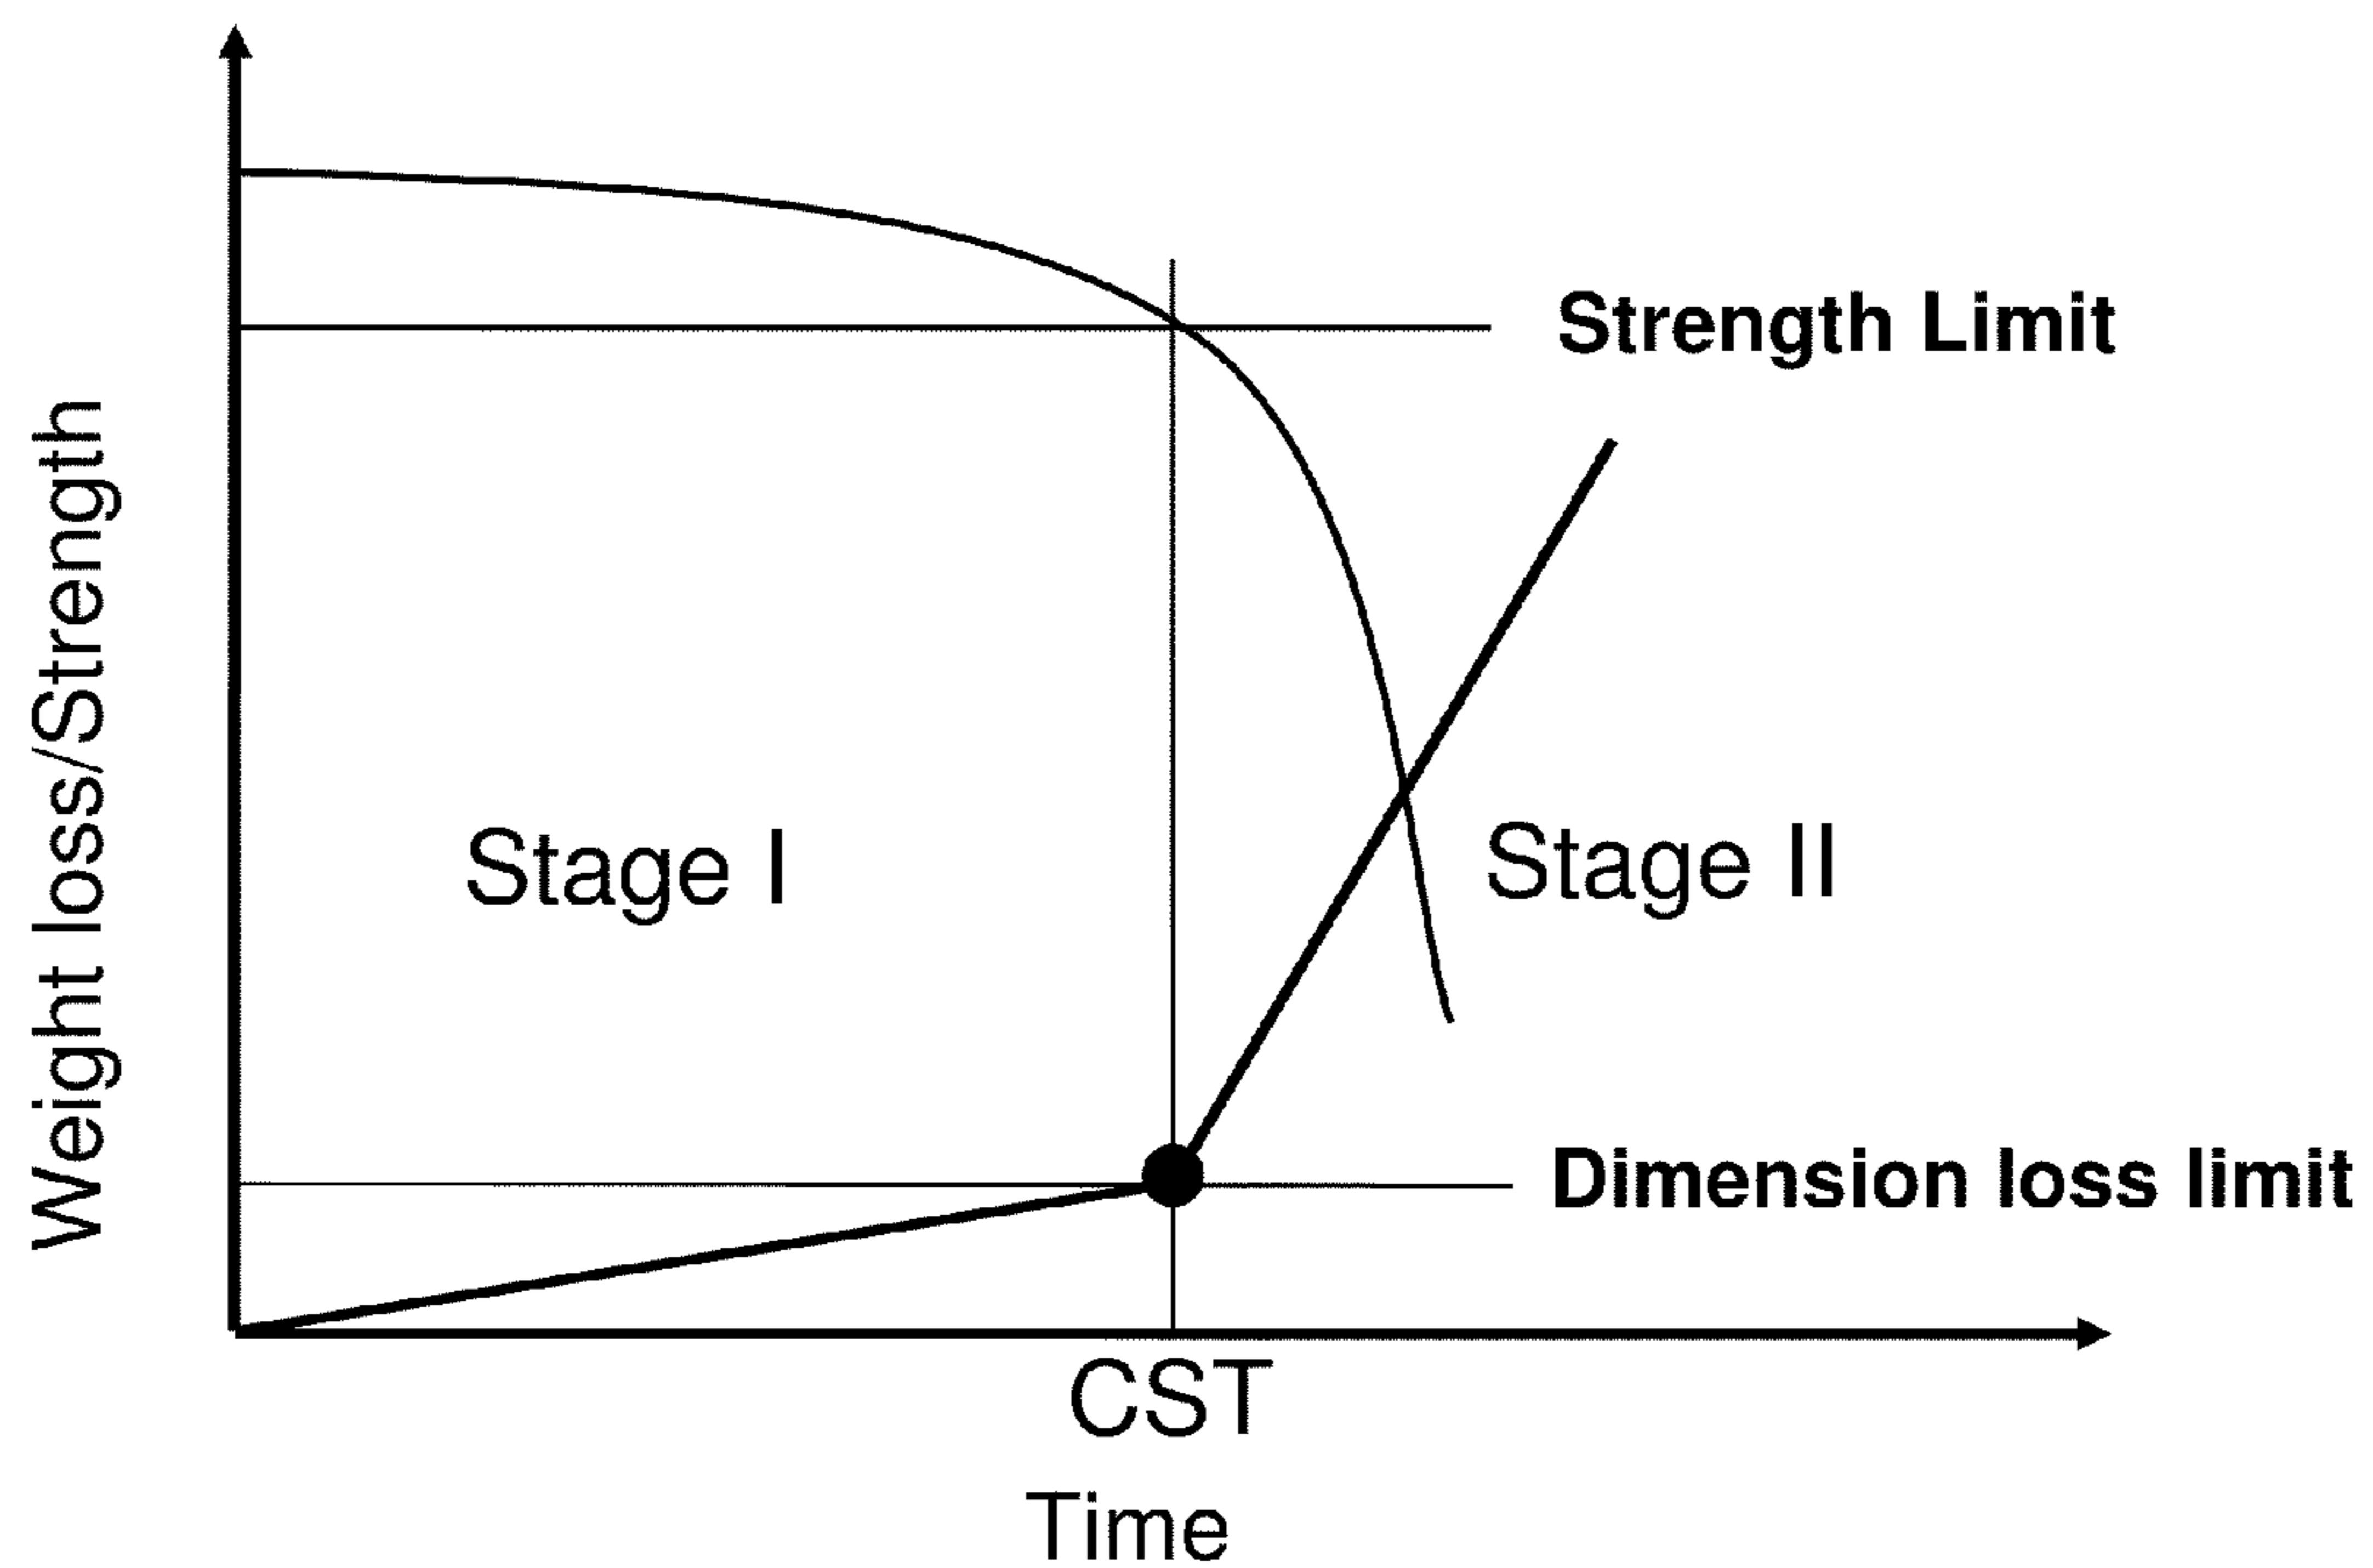 Weight loss/Strength
Strength Limit
Stage I
Stage II
Dimension loss limit
CST
Time